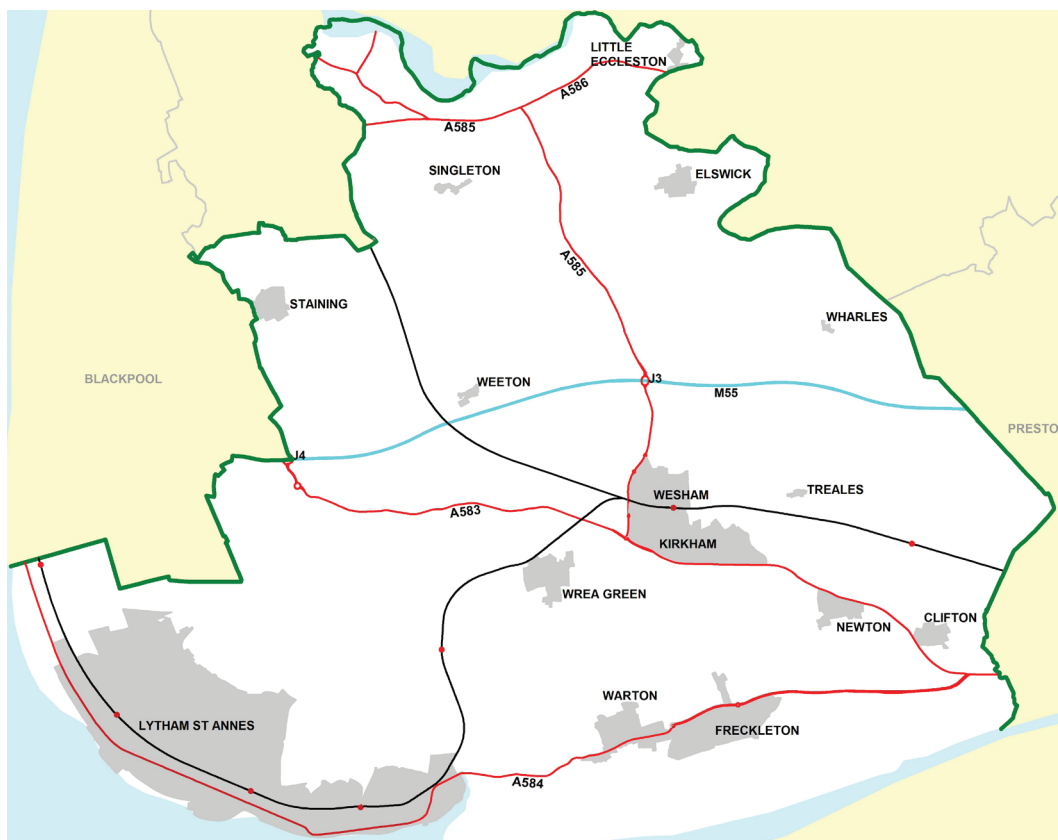 LITTLE
ECCLESTON
A586
A585
SINGLETON
ELSWICK
A585
STAINING
WHARLES
BLACKPOOL
WEETON
J3
M55
PRESTO
J4
WESHAM
TREALES
A583
KIRKHAM
WREA GREEN
NEWTON
CLIFTON
WARTON
LYTHAM ST ANNES
FRECKLETON
A584